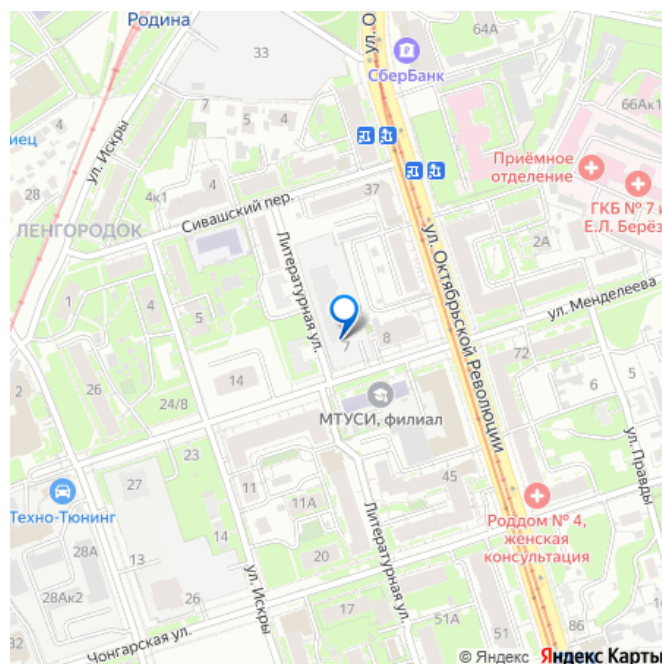 Родина
ул. О
33
СберБанк
64А
66Ак1
7
5
4
4
иец
28
ул. Искры
4к1
4
37
Приёмное
отделение
ГКБ № 7 и
Е.Л. Берёз
Сивашский пер.
ЛЕНГОРОДОК
2А
ул. Октябрьской Революции
ул. Менделеева
Литературная ул.
1
4
5
7
8
72
6
5
2
26
24/8
14
МТУСИ, филиал
ул. Правды
23
27
11
11А
45
Техно-Тюнинг
Роддом № 4,
женская
консультация
28А
13
14
20
Литературная ул.
28Ак2
26
ул. Искры
17
51А
51
86
32
Чонгарская ул.
© Яндекс Яндекс Карты